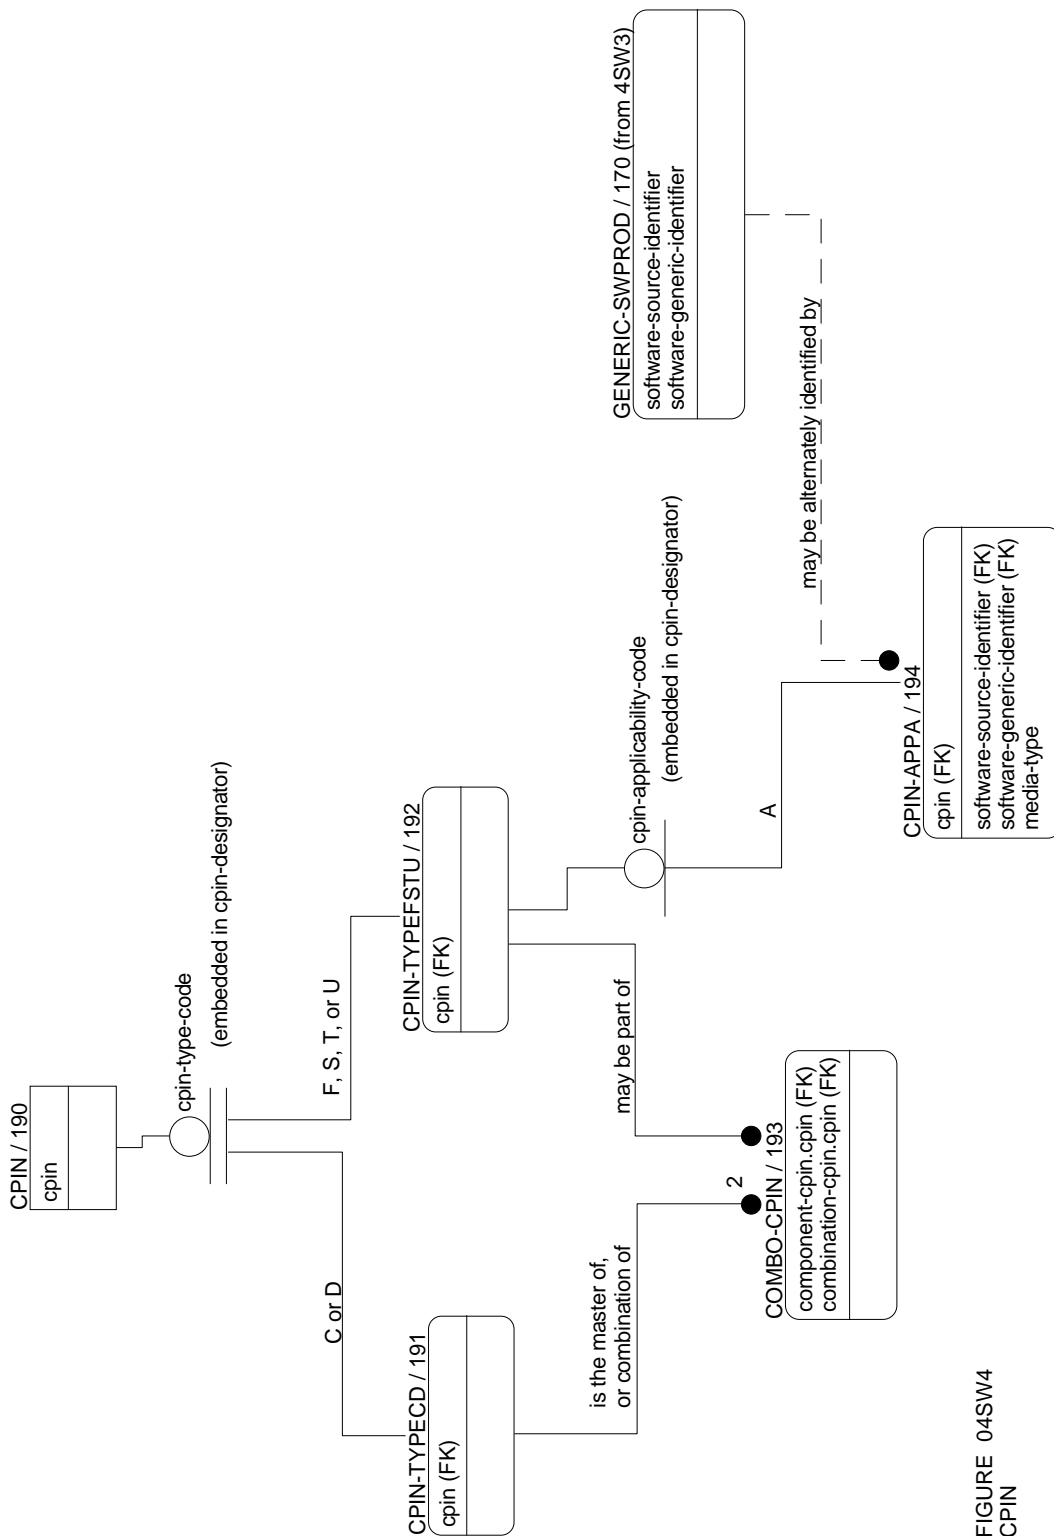 CPIN / 190
cpin
cpin-type-code
(embedded in cpin-designator)
C or D
F, S, T, or U
CPIN-TYPECD / 191
cpin (FK)
CPIN-TYPEFSTU / 192
cpin (FK)
GENERIC-SWPROD / 170 (from 4SW3)
software-source-identifier
software-generic-identifier
is the master of,
or combination of
may be part of
cpin-applicability-code
(embedded in cpin-designator)
2
A
may be alternately identified by
COMBO-CPIN / 193
component-cpin.cpin (FK)
combination-cpin.cpin (FK)
CPIN-APPA / 194
cpin (FK)
software-source-identifier (FK)
software-generic-identifier (FK)
media-type
FIGURE 04SW4
CPIN